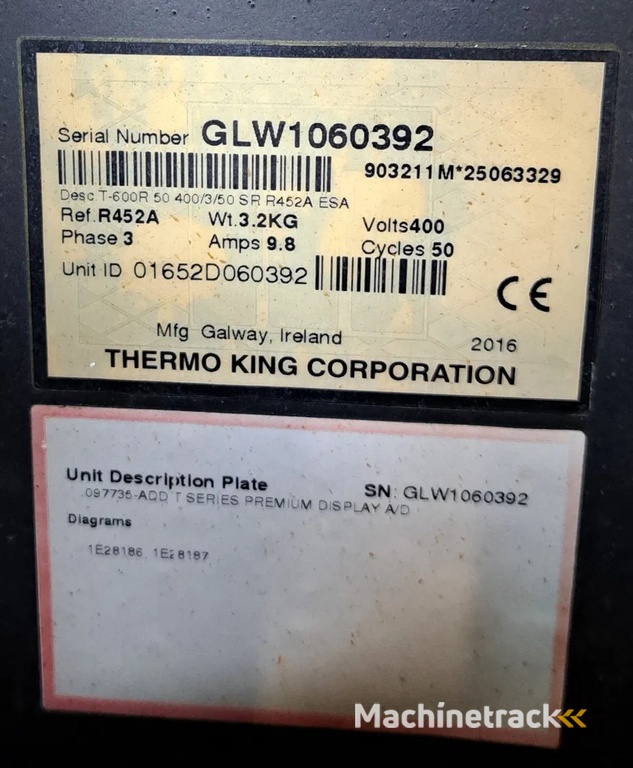 Serial Number GLW1060392
903211M*25063329
Desc.T-600R 50 400/3/50 SR R452A ESA
Ref.R452A Wt.3.2KG Volts400
Phase 3 Amps 9.8 Cycles 50
Unit ID 01652D060392
CE
Mfg Galway, Ireland 2016
THERMO KING CORPORATION
Unit Description Plate SN: GLW1060392
097735-ADD T SERIES PREMIUM DISPLAY A/D
Diagrams
1E28186, 1E28187
Machinetrack